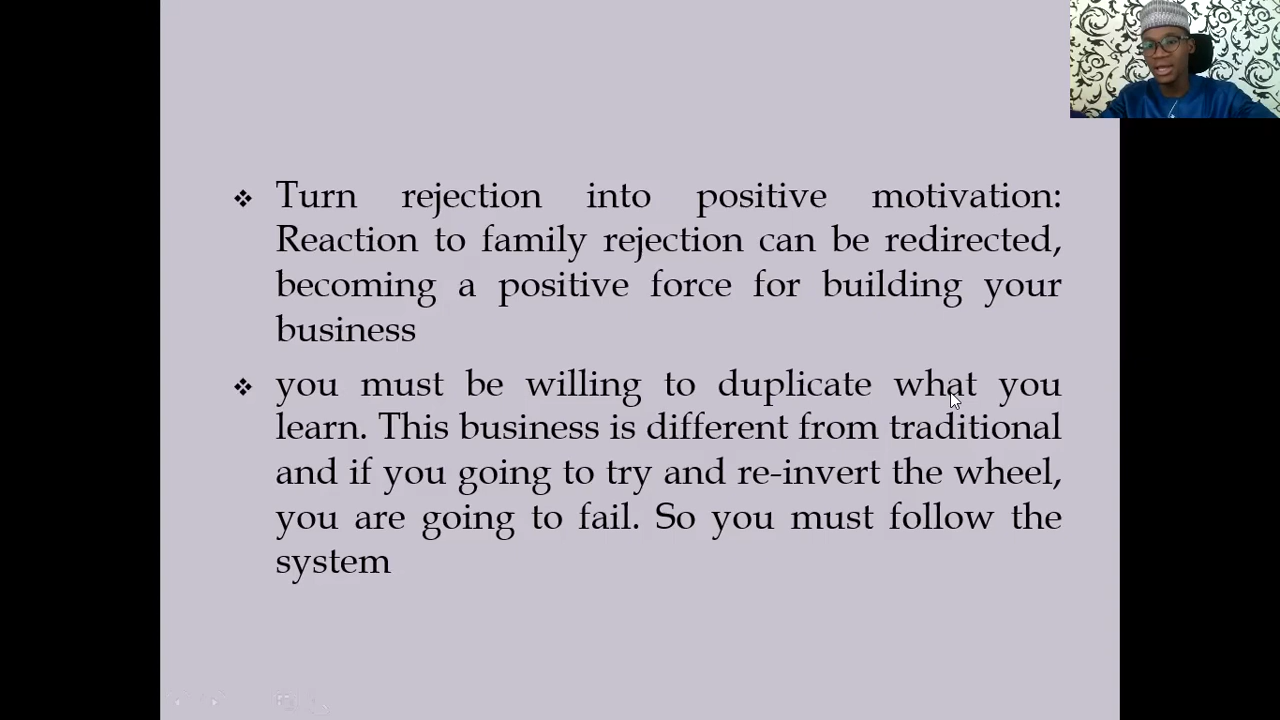 Turn rejection into positive motivation:
Reaction to family rejection can be redirected,
becoming a positive force for building your
business
you must be willing to duplicate what you
learn. This business is different from traditional
and if you going to try and re-invert the wheel,
you are going to fail. So you must follow the
system